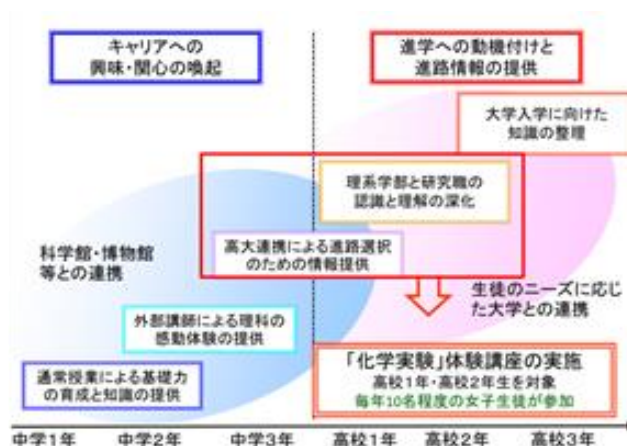 キャリアへの
興味・関心の喚起
進学への動機付けと
進路情報の提供
大学入学に向けた
知識の整理
理系学部と研究職の
認識と理解の深化
高大連携による進路選択
のための情報提供
科学館・博物館
等との連携
生徒のニーズに応じ
た大学との連携
外部講師による理科の
感動体験の提供
通常授業による基礎力
の育成と知識の提供
「化学実験」体験講座の実施
高校1年・高校2年生を対象
毎年10名程度の女子生徒が参加
中学1年 中学2年 中学3年 高校1年 高校2年 高校3年